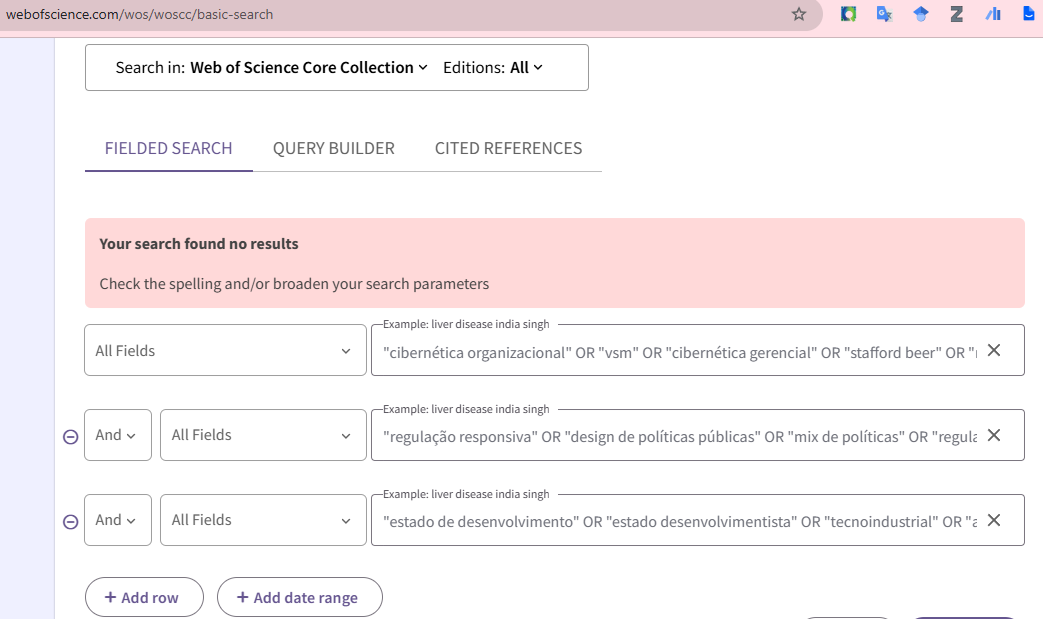 webofscience.com/wos/woscc/basic-search
Search in: Web of Science Core Collection Editions: All
FIELDED SEARCH QUERY BUILDER CITED REFERENCES
Your search found no results
Check the spelling and/or broaden your search parameters
Example: liver disease india singh
All Fields "cibernética organizacional" OR "vsm" OR "cibernética gerencial" OR "stafford beer" OR
Example: liver disease india singh
And All Fields "regulação responsiva" OR "design de políticas públicas" OR "mix de políticas" OR "regula
Example: liver disease india singh
And All Fields "estado de desenvolvimento" OR "estado desenvolvimentista" OR "tecnoindustrial" OR
+ Add row + Add date range